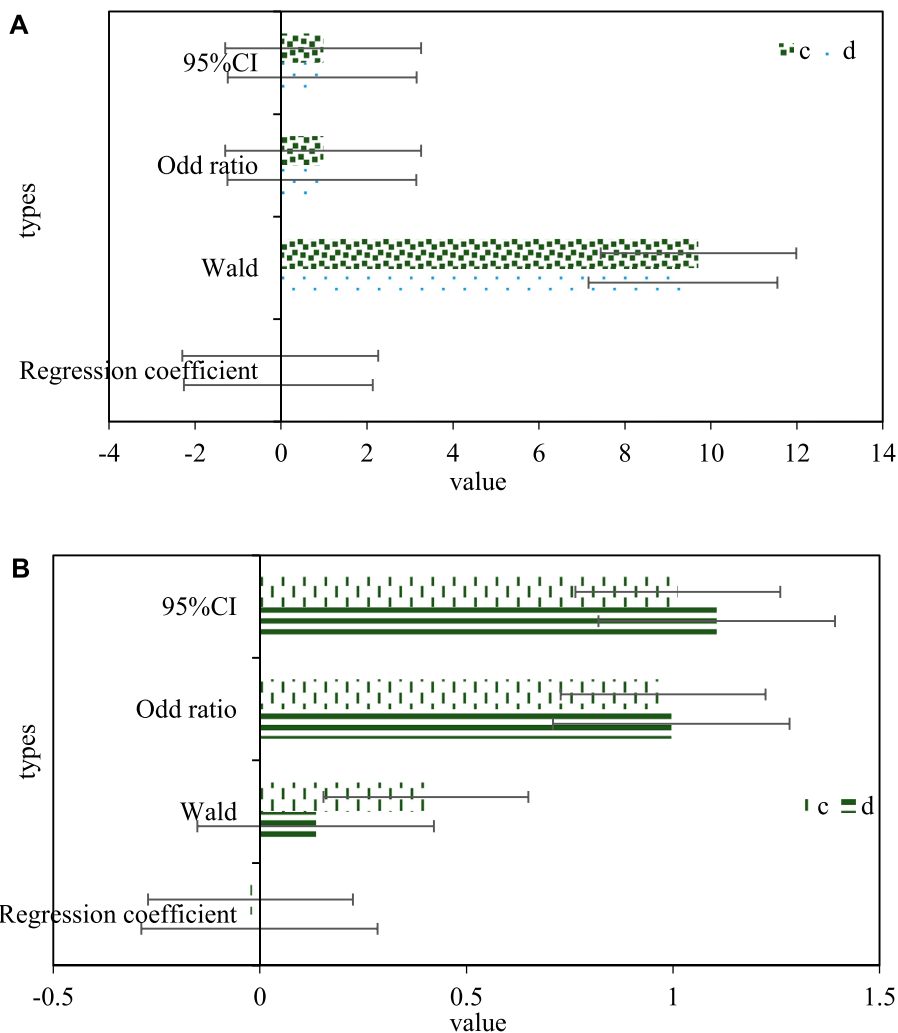 A
95%CI
c d
Odd ratio
types
Wald
Regression coefficient
-4 -2 0 2 4 6 8 10 12 14
value
B
95%CI
Odd ratio
types
Wald
c d
Regression coefficient
-0.5 0 0.5 1 1.5
value